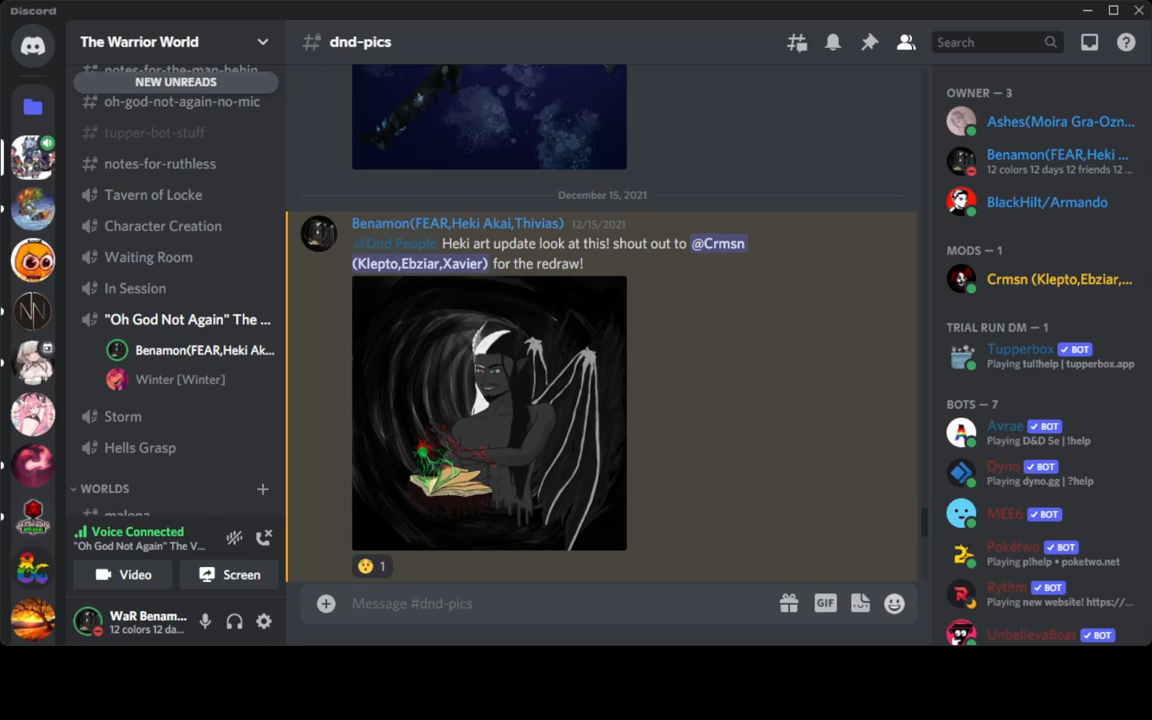 Discord
The Warrior World
notes-for-the-man-behin
NEW UNREADS
oh-god-not-again-no-mic
tupper-bot-stuff
notes-for-ruthless
Tavern of Locke
Character Creation
Waiting Room
In Session
"Oh God Not Again" The ...
Benamon(FEAR,Heki Ak...
Winter [Winter]
Storm
Hells Grasp
WORLDS
malena
Voice Connected
"Oh God Not Again" The V...
Video
Screen
WaR Benam...
12 colors 12 da...
dnd-pics
Search
December 15, 2021
Benamon(FEAR,Heki Akai,Thivias) 12/15/2021
@Dnd People Heki art update look at this! shout out to @Crmsn
(Klepto,Ebziar,Xavier) for the redraw!
1
Message #dnd-pics
GIF
OWNER — 3
Ashes(Moira Gra-Ozn...
Benamon(FEAR,Heki ...
12 colors 12 days 12 friends 12 ...
BlackHilt/Armando
MODS — 1
Crmsn (Klepto,Ebziar,...
TRIAL RUN DM — 1
Tupperbox BOT
Playing tul!help | tupperbox.app
BOTS — 7
Avrae BOT
Playing D&D 5e | !help
Dyno BOT
Playing dyno.gg | ?help
MEE6 BOT
Pokétwo BOT
Playing p!help • poketwo.net
Rythm BOT
Playing new website! https://...
UnbelievaBoat BOT